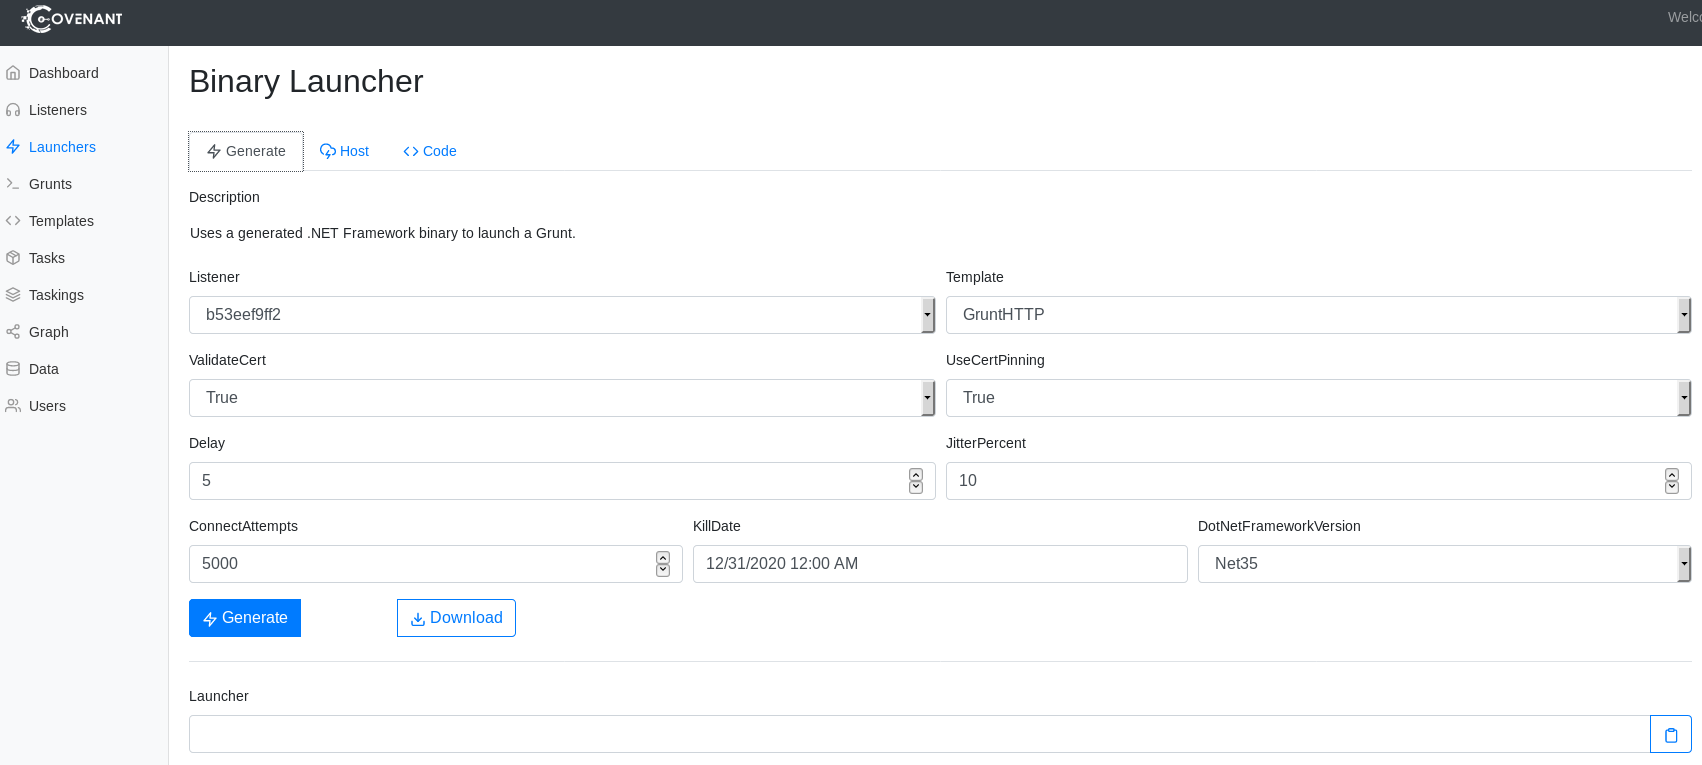 COVENANT
Welco
Dashboard
Listeners
Launchers
Grunts
Templates
Tasks
Taskings
Graph
Data
Users
Binary Launcher
Generate Host Code
Description
Uses a generated .NET Framework binary to launch a Grunt.
Listener Template
b53eef9ff2 GruntHTTP
ValidateCert UseCertPinning
True True
Delay JitterPercent
5 10
ConnectAttempts KillDate DotNetFrameworkVersion
5000 12/31/2020 12:00 AM Net35
Generate Download
Launcher